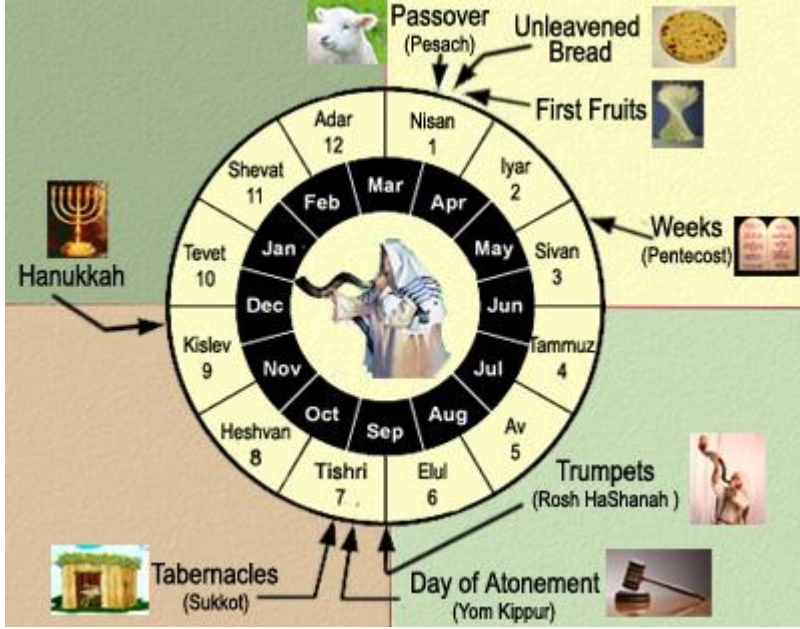 Passover
(Pesach)
Unleavened
Bread
First Fruits
Weeks
(Pentecost)
Hanukkah
Trumpets
(Rosh HaShanah )
Day of Atonement
(Yom Kippur)
Tabernacles
(Sukkot)
Nisan
1
Iyar
2
Sivan
3
Tammuz
4
Av
5
Elul
6
Tishri
7
Heshvan
8
Kislev
9
Tevet
10
Shevat
11
Adar
12
Mar
Apr
May
Jun
Jul
Aug
Sep
Oct
Nov
Dec
Jan
Feb